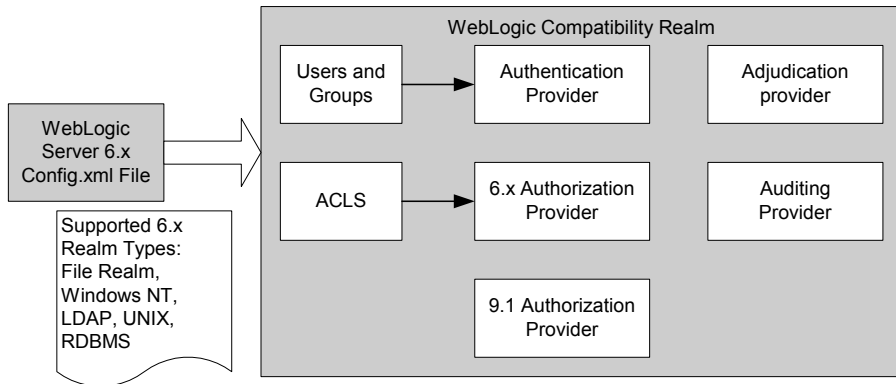 WebLogic Compatibility Realm
Users and
Groups
Authentication
Provider
Adjudication
provider
WebLogic
Server 6.x
Config.xml File
ACLS
6.x Authorization
Provider
Auditing
Provider
Supported 6.x
Realm Types:
File Realm,
Windows NT,
LDAP, UNIX,
RDBMS
9.1 Authorization
Provider